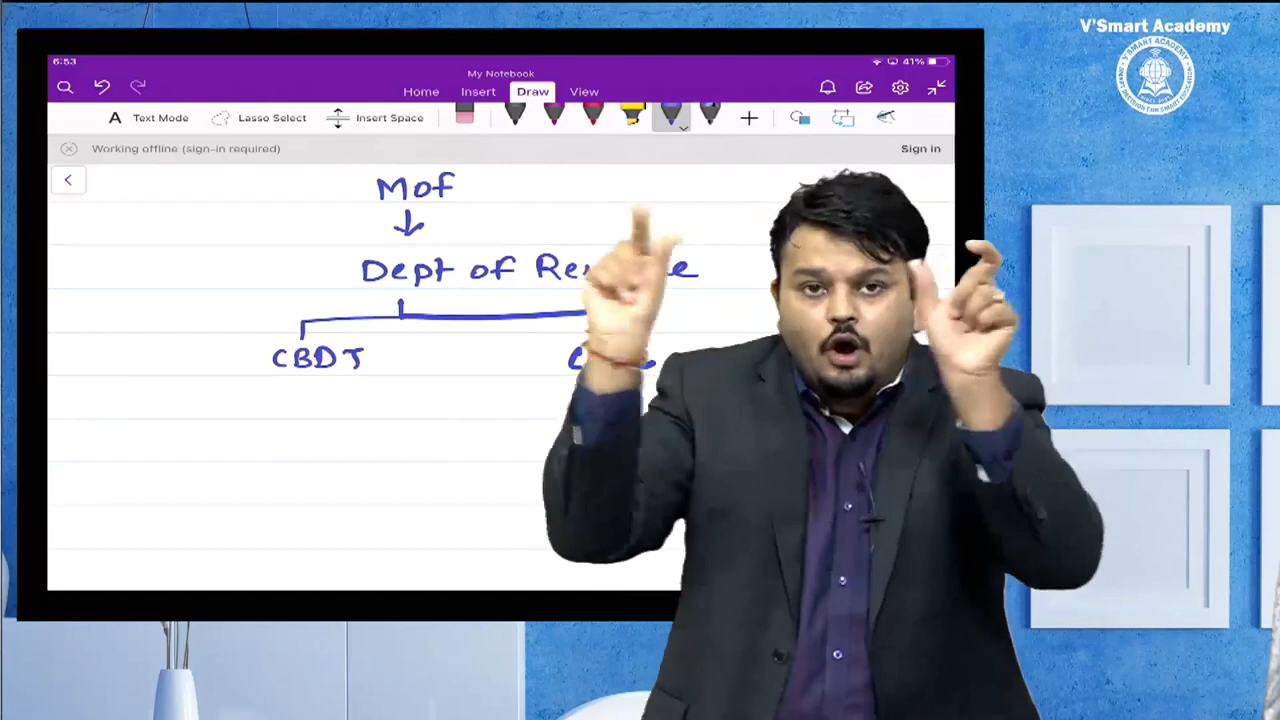 V'Smart Academy
6:53
41%
My Notebook
Home Insert Draw View
Text Mode Lasso Select Insert Space
Working offline (sign-in required) Sign in
Mof
Dept of
CBDT